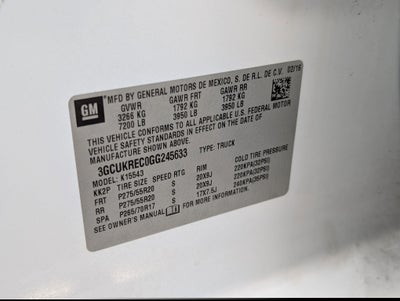 GM
MFD BY GENERAL MOTORS DE MEXICO, S. DE R.L. DE C.V. 02/16
GVWR GAWR FRT GAWR RR
3266 KG 1792 KG 1792 KG
7200 LB 3950 LB 3950 LB
THIS VEHICLE CONFORMS TO ALL APPLICABLE U.S. FEDERAL MOTOR
VEHICLE SAFETY STANDARDS IN EFFECT ON THE DATE OF
MANUFACTURE SHOWN ABOVE.
3GCUKREC0GG245633 TYPE: TRUCK
MODEL: K15543
KK2P TIRE SIZE SPEED RTG RIM COLD TIRE PRESSURE
FRT P275/55R20 S 20X9J 220KPA(32PSI)
RR P275/55R20 S 20X9J 220KPA(32PSI)
SPA P265/70R17 S 17X7.5J 240KPA(35PSI)
SEE OWNER'S MANUAL FOR MORE INFORMATION.